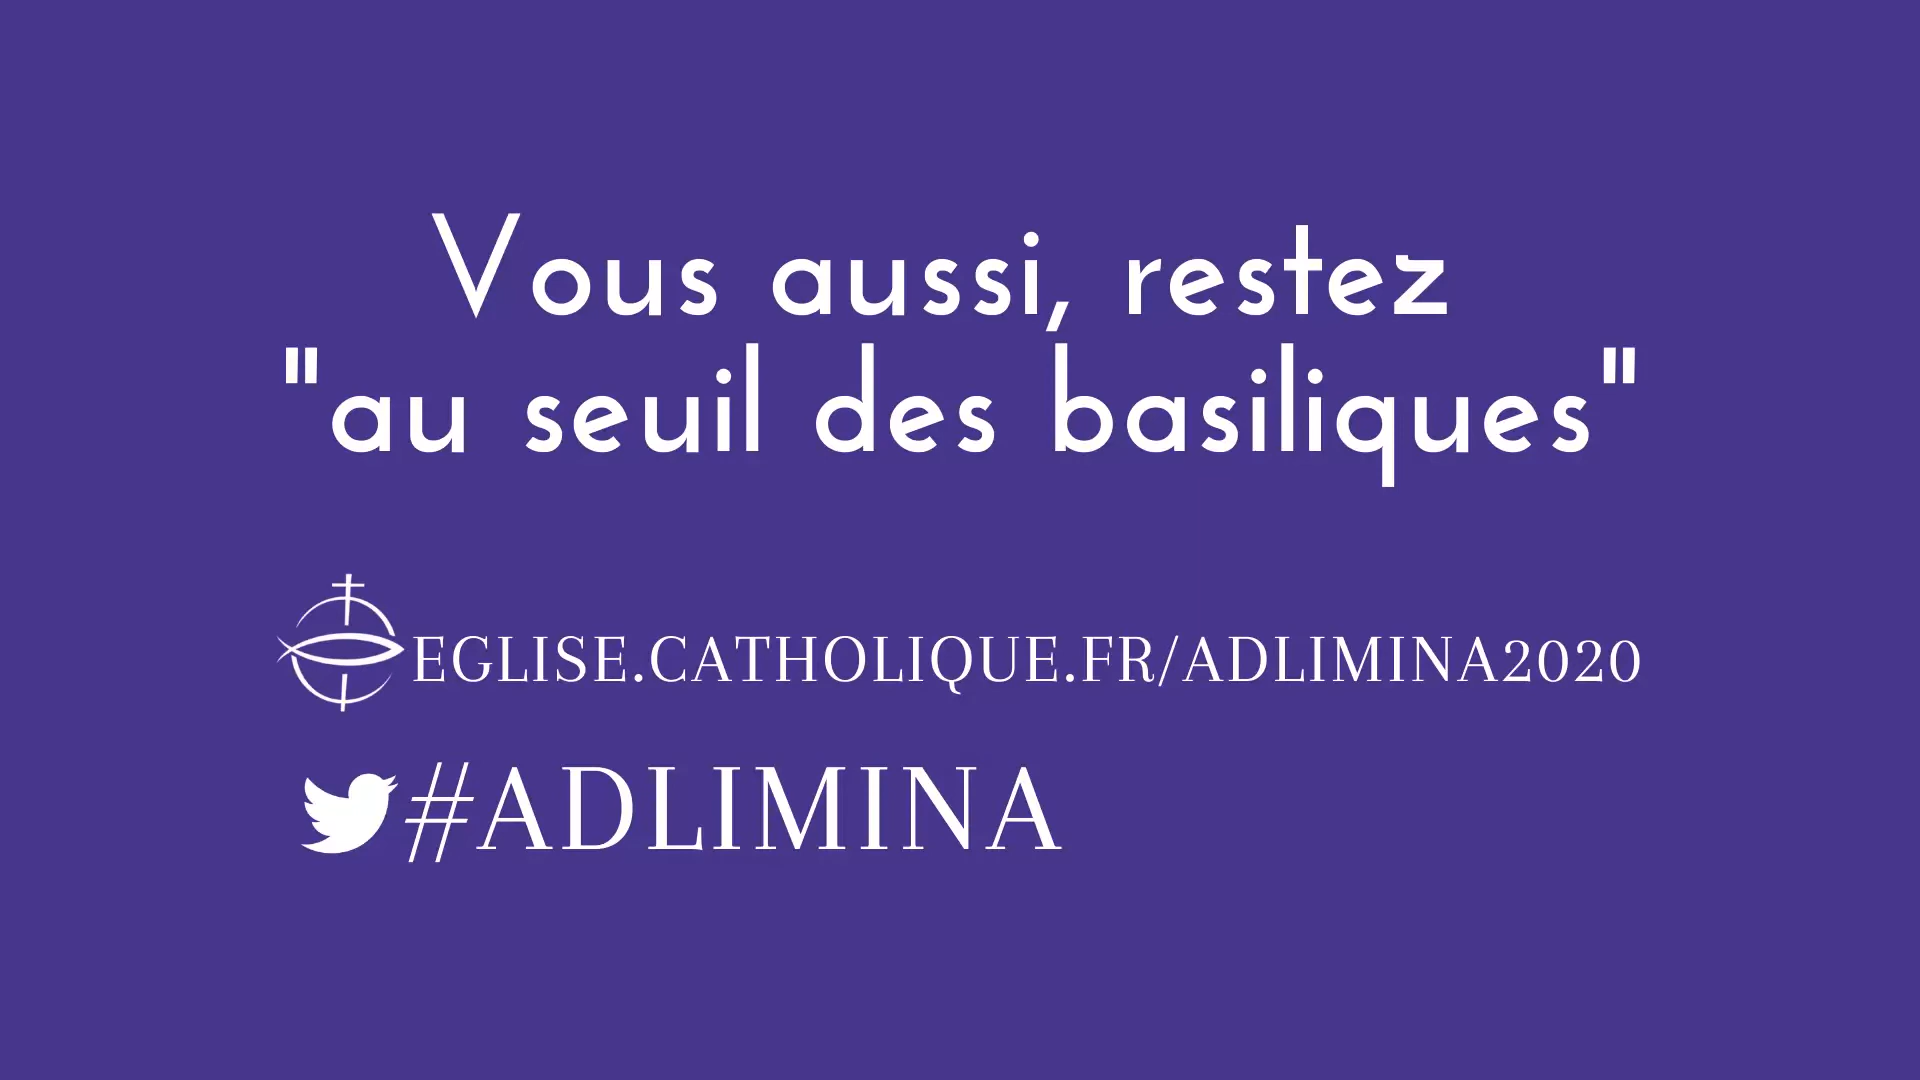 Vous aussi, restez
"au seuil des basiliques"
EGLISE.CATHOLIQUE.FR/ADLIMINA2020
#ADLIMINA